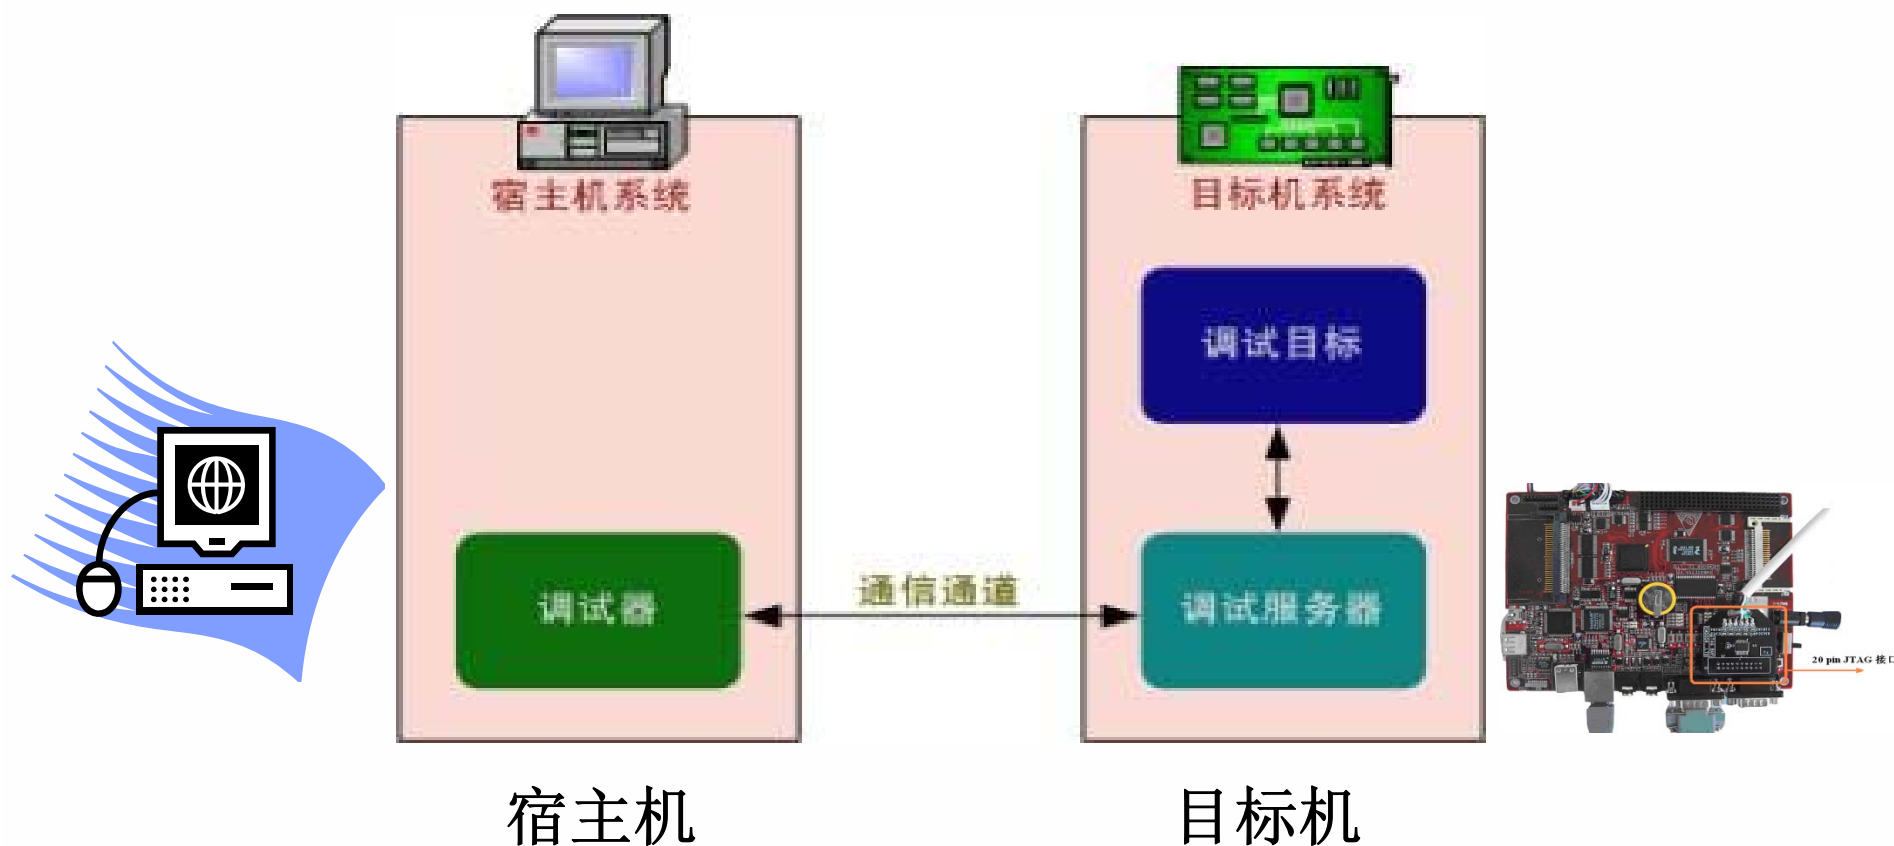 宿主机系统
目标机系统
调试目标
调试器
通信通道
调试服务器
20 pin JTAG 接口
宿主机
目标机